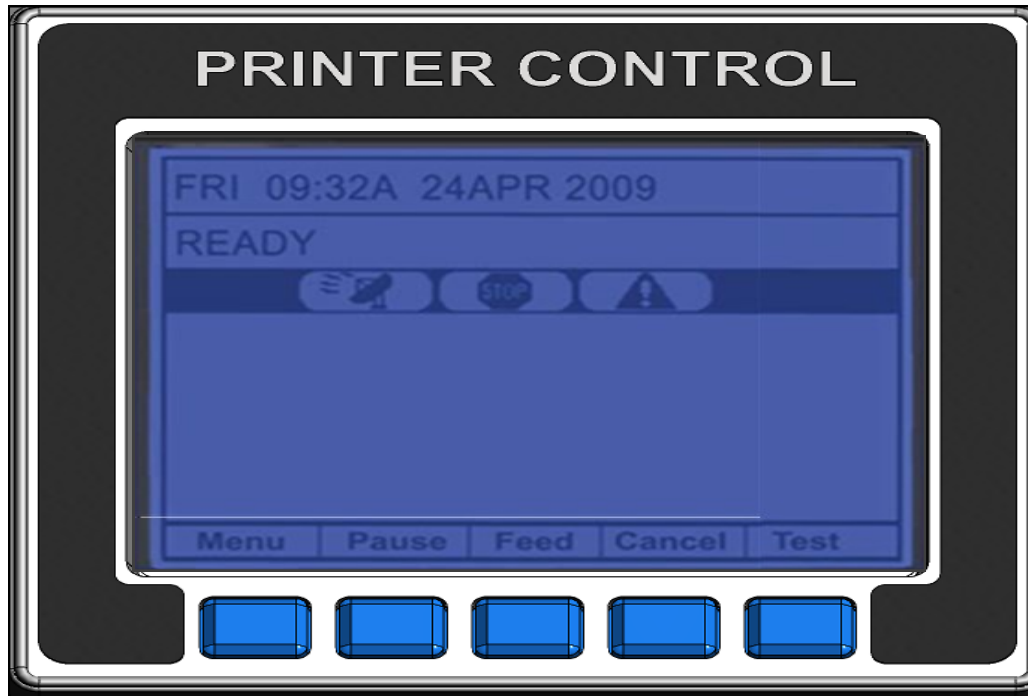 PRINTER CONTROL
FRI 09:32A 24APR 2009
READY
STOP
Menu Pause Feed Cancel Test